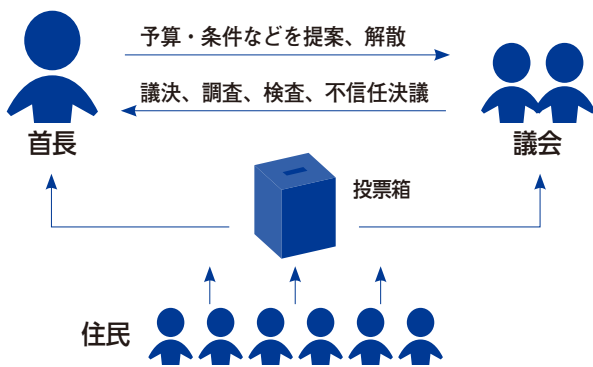 予算・条件などを提案、解散
議決、調査、検査、不信任決議
首長
議会
投票箱
住民